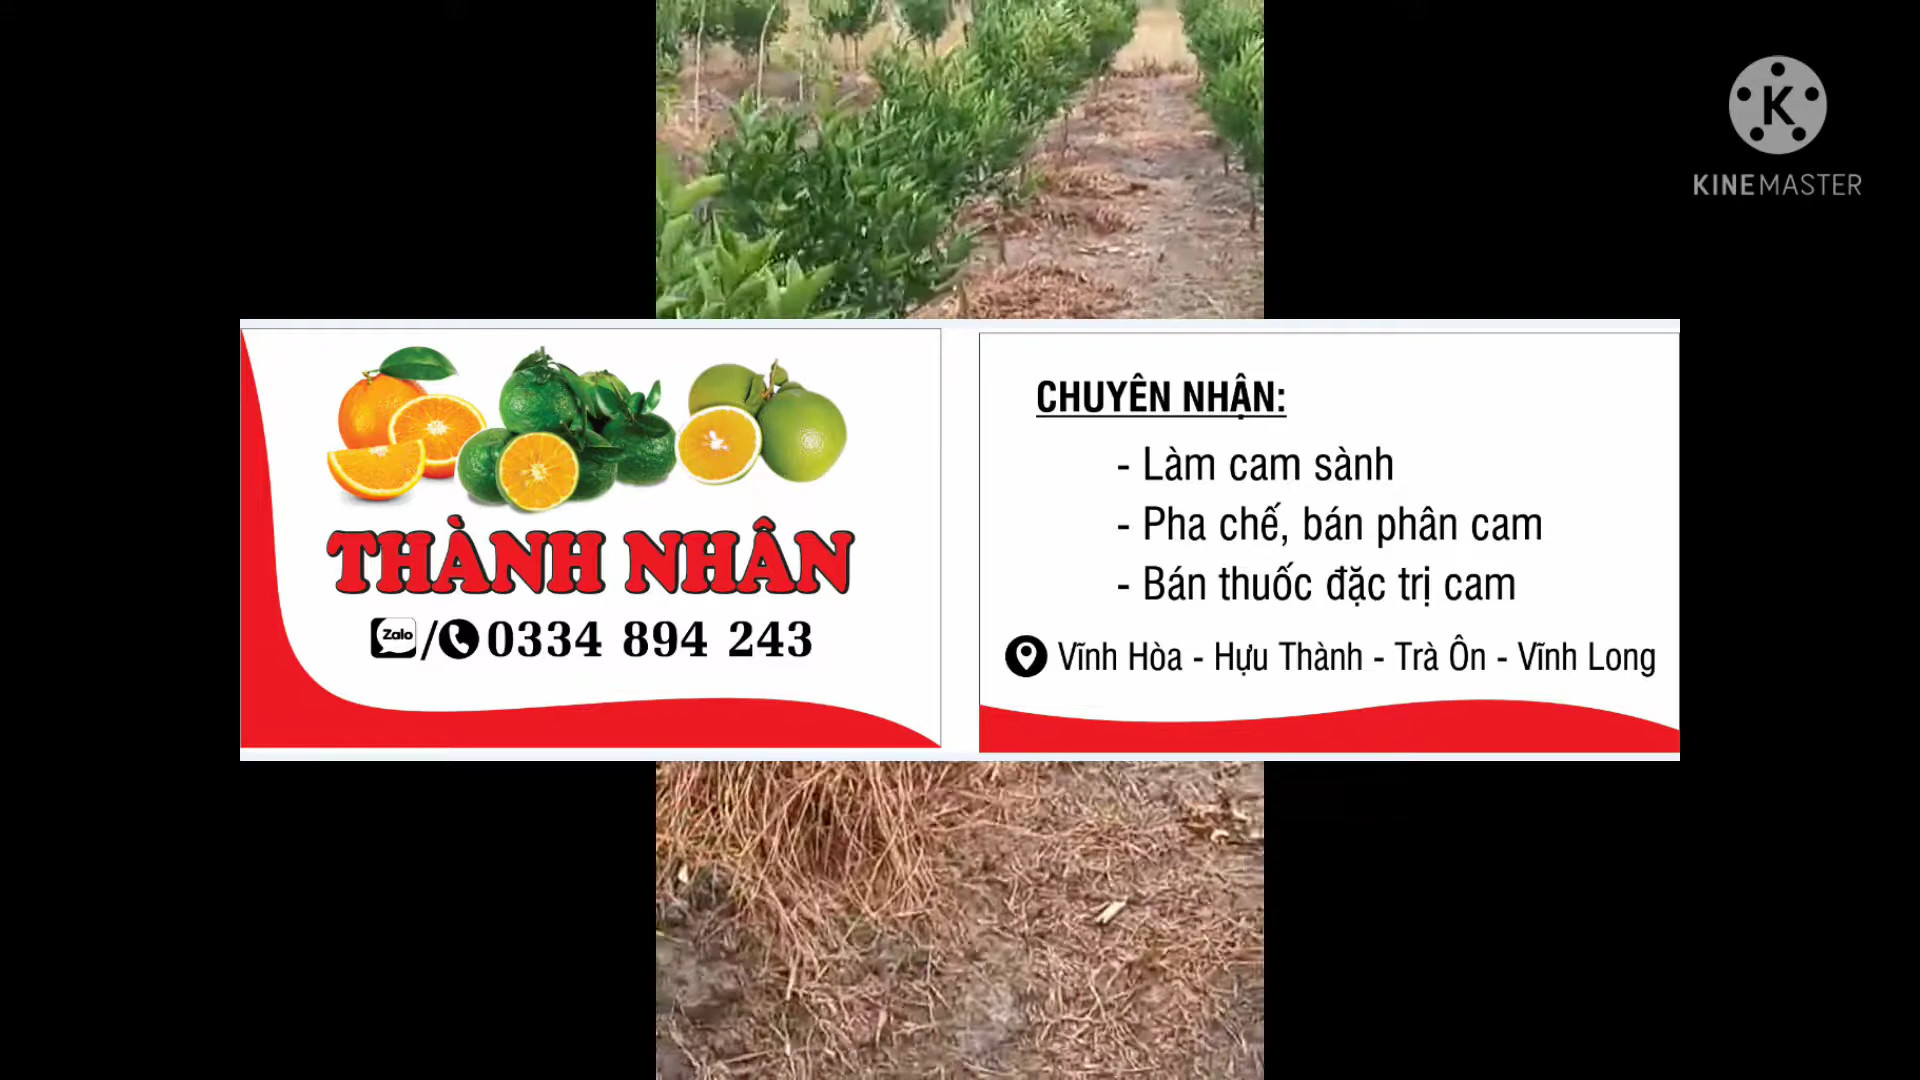 K
KINEMASTER
THÀNH NHÂN
Zalo/0334 894 243
CHUYÊN NHẬN:
- Làm cam sành
- Pha chế, bán phân cam
- Bán thuốc đặc trị cam
Vĩnh Hòa - Hựu Thành - Trà Ôn - Vĩnh Long